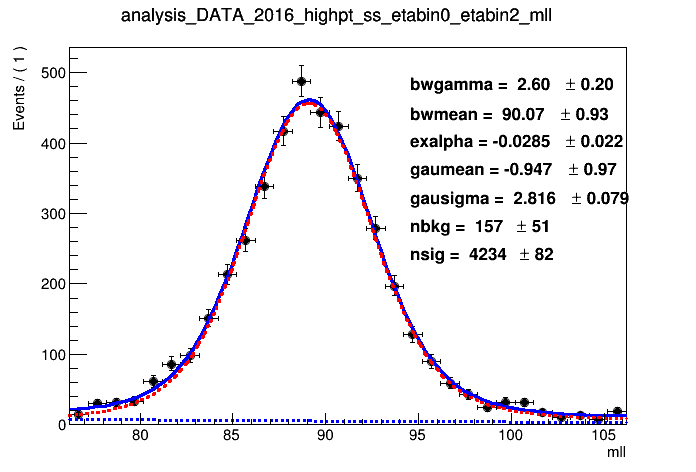 analysis_DATA_2016_highpt_ss_etabin0_etabin2_mll
Events / ( 1 )
500
400
300
200
100
0
bwgamma = 2.60 ± 0.20
bwmean = 90.07 ± 0.93
exalpha = -0.0285 ± 0.022
gaumean = -0.947 ± 0.97
gausigma = 2.816 ± 0.079
nbkg = 157 ± 51
nsig = 4234 ± 82
80 85 90 95 100 105
mll